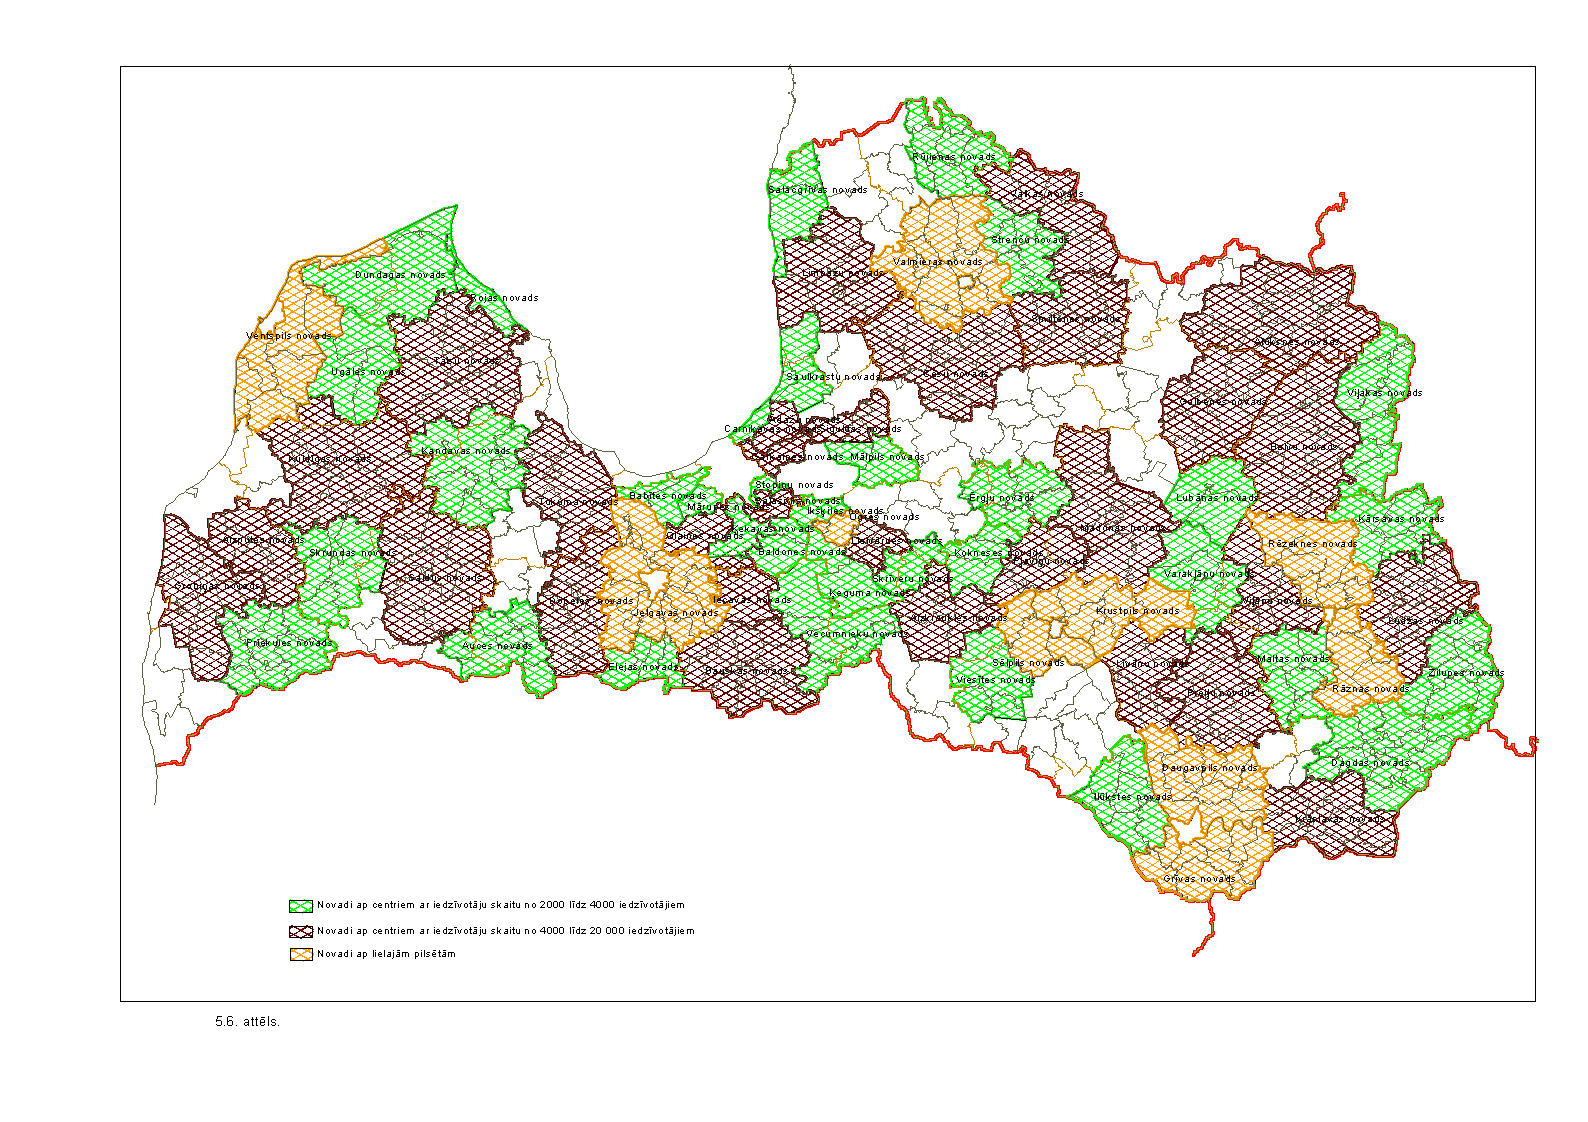 Rūjienas novads
Salacgrīvas novads
Valkas novads
Strenču novads
Valmieras novads
Limbažu novads
Dundagas novads
Rojas novads
Ventspils novads
Smiltenes novads
Alūksnes novads
Talsu novads
Ugāles novads
Saulkrastu novads
Cēsu novads
Viļakas novads
Gulbenes novads
Ādažu novads
Carnikavas novads
Siguldas novads
Balvu novads
Kandavas novads
Kuldīgas novads
Mālpils novads
Stopiņu novads
Babītes novads
Ērgļu novads
Lubānas novads
Tukuma novads
Mārupes novads
Salaspils novads
Ikšķiles novads
Ogres novads
Kārsavas novads
Ķekavas novads
Madonas novads
Olaines novads
Aizputes novads
Lielvārdes novads
Rēzeknes novads
Skrundas novads
Baldones novads
Kokneses novads
Pļaviņu novads
Varakļānu novads
Saldus novads
Skrīveru novads
Grobiņas novads
Ķeguma novads
Iecavas novads
Dobeles novads
Viļānu novads
Jelgavas novads
Krustpils novads
Aizkraukles novads
Ludzas novads
Vecumnieku novads
Priekules novads
Auces novads
Elejas novads
Bauskas novads
Sēlpils novads
Līvānu novads
Maltas novads
Zilupes novads
Viesītes novads
Preiļu novads
Rāznas novads
Dagdas novads
Daugavpils novads
Ilūkstes novads
Krāslavas novads
Grīvas novads
Novadi ap centriem ar iedzīvotāju skaitu no 2000 līdz 4000 iedzīvotājiem
Novadi ap centriem ar iedzīvotāju skaitu no 4000 līdz 20 000 iedzīvotājiem
Novadi ap lielajām pilsētām
5.6. attēls.